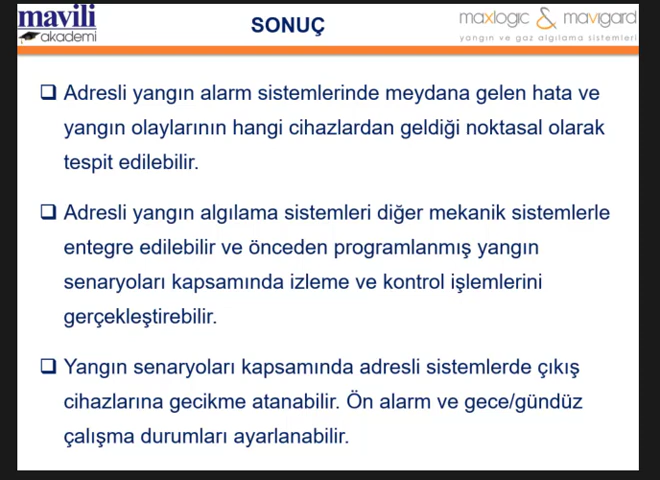 mavili
akademi
SONUÇ
maxlogic & mavigard
yangın ve gaz algılama sistemleri
Adresli yangın alarm sistemlerinde meydana gelen hata ve
yangın olaylarının hangi cihazlardan geldiği noktasal olarak
tespit edilebilir.
Adresli yangın algılama sistemleri diğer mekanik sistemlerle
entegre edilebilir ve önceden programlanmış yangın
senaryoları kapsamında izleme ve kontrol işlemlerini
gerçekleştirebilir.
Yangın senaryoları kapsamında adresli sistemlerde çıkış
cihazlarına gecikme atanabilir. Ön alarm ve gece/gündüz
çalışma durumları ayarlanabilir.